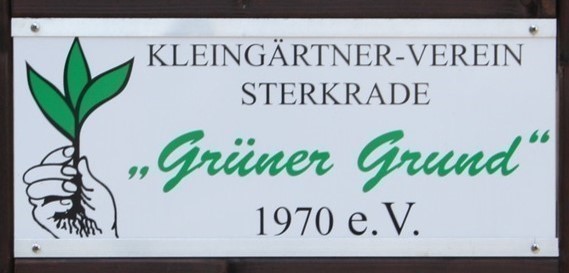 KLEINGÄRTNER-VEREIN
STERKRADE
„Grüner Grund“
1970 e.V.